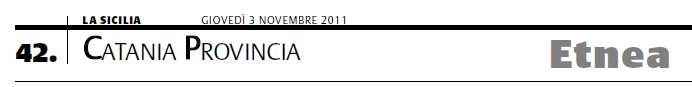 LA SICILIA GIOVEDÌ 3 NOVEMBRE 2011
42. CATANIA PROVINCIA Etnea